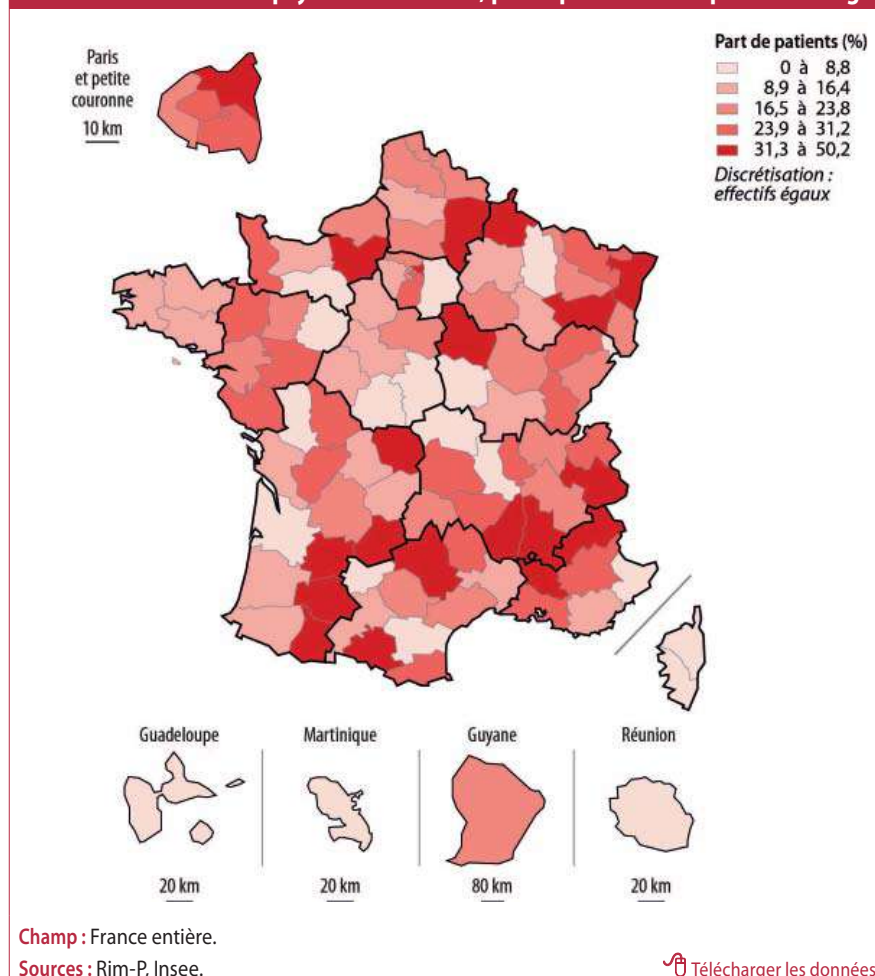 Part de patients (%)
0 à 8,8
8,9 à 16,4
16,5 à 23,8
23,9 à 31,2
31,3 à 50,2
Discrétisation :
effectifs égaux
Paris
et petite
couronne
10 km
Guadeloupe
Martinique
Guyane
Réunion
20 km
20 km
80 km
20 km
Champ : France entière.
Sources : Rim-P, Insee.
Télécharger les données